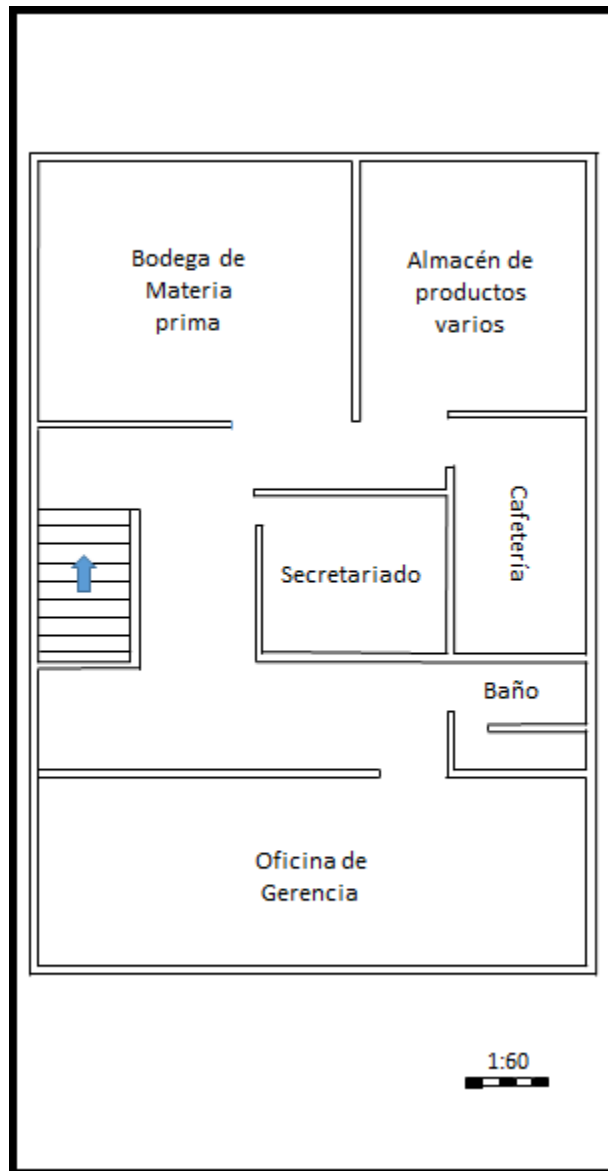 Bodega de
Materia
prima
Almacén de
productos
varios
Cafetería
Secretariado
Baño
Oficina de
Gerencia
1:60